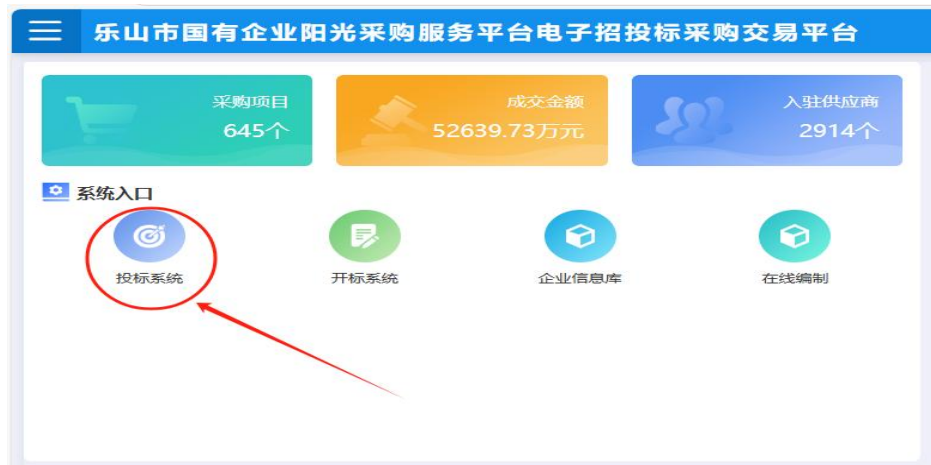 乐山市国有企业阳光采购服务平台电子招投标采购交易平台
采购项目
645个
成交金额
52639.73万元
入驻供应商
2914个
系统入口
投标系统
开标系统
企业信息库
在线编制